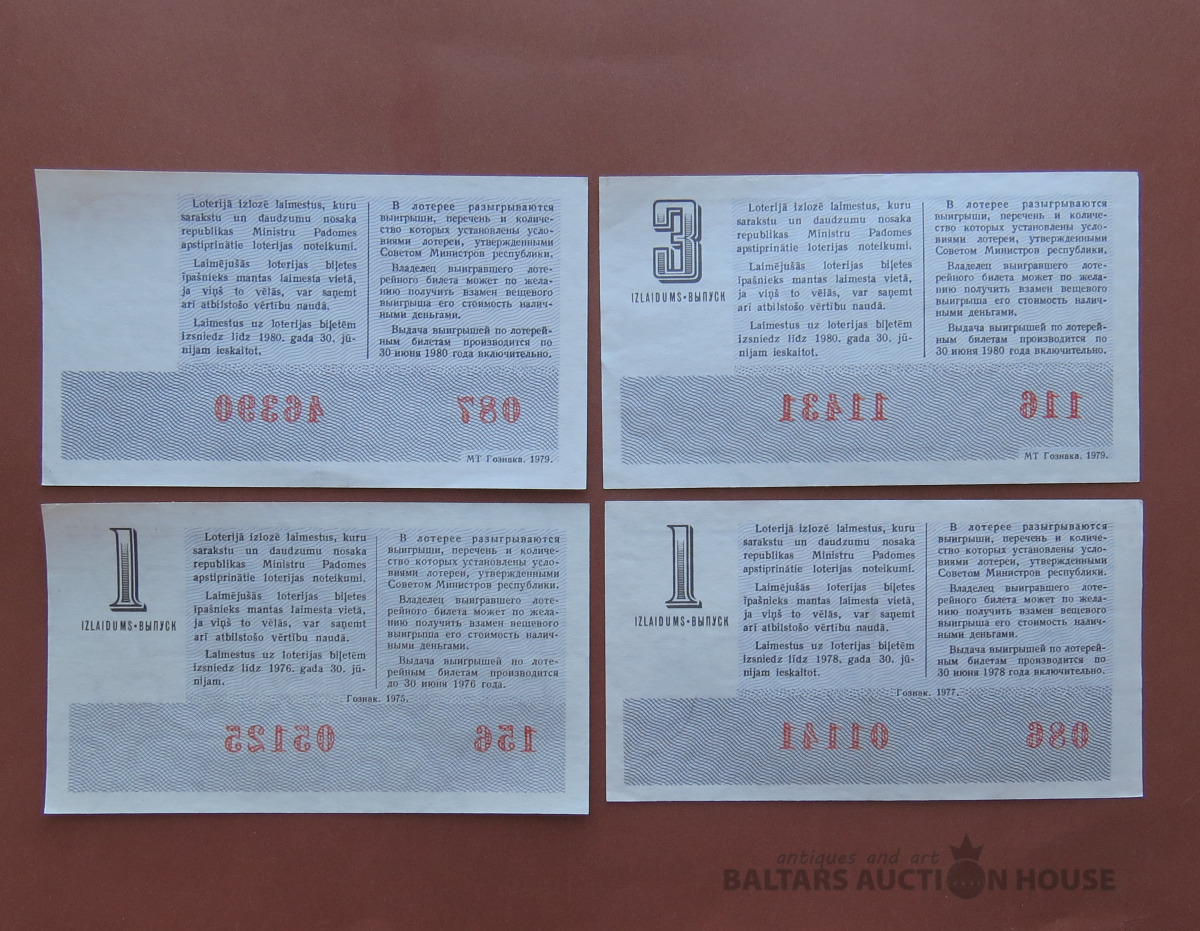 Loterijā izlozē laimestus, kuru
sarakstu un daudzumu nosaka
republikas Ministru Padomes
apstiprinātie loterijas noteikumi.
Laimējušās loterijas biļetes
īpašnieks mantas laimesta vietā,
ja viņš to vēlās, var saņemt
arī atbilstošo vērtību naudā.
Laimestus uz loterijas biļetēm
izsniedz līdz 1980. gada 30. jū-
nijam ieskaitot.
В лотерее разыгрываются
выигрыши, перечень и количе-
ство которых установлены усло-
виями лотереи, утвержденными
Советом Министров республики.
Владелец выигравшего лоте-
рейного билета может по жела-
нию получить взамен вещевого
выигрыша его стоимость налич-
ными деньгами.
Выдача выигрышей по лотерей-
ным билетам производится по
30 июня 1980 года включительно.
46390 087
МТ Гознака. 1979.
3
IZLAIDUMS•ВЫПУСК
Loterijā izlozē laimestus, kuru
sarakstu un daudzumu nosaka
republikas Ministru Padomes
apstiprinātie loterijas noteikumi.
Laimējušās loterijas biļetes
īpašnieks mantas laimesta vietā,
ja viņš to vēlās, var saņemt
arī atbilstošo vērtību naudā.
Laimestus uz loterijas biļetēm
izsniedz līdz 1980. gada 30. jū-
nijam ieskaitot.
В лотерее разыгрываются
выигрыши, перечень и количе-
ство которых установлены усло-
виями лотереи, утвержденными
Советом Министров республики.
Владелец выигравшего лоте-
рейного билета может по жела-
нию получить взамен вещевого
выигрыша его стоимость налич-
ными деньгами.
Выдача выигрышей по лотерей-
ным билетам производится по
30 июня 1980 года включительно.
11431 116
МТ Гознака. 1979.
1
IZLAIDUMS•ВЫПУСК
Loterijā izlozē laimestus, kuru
sarakstu un daudzumu nosaka
republikas Ministru Padomes
apstiprinātie loterijas noteikumi.
Laimējušās loterijas biļetes
īpašnieks mantas laimesta vietā,
ja viņš to vēlās, var saņemt
arī atbilstošo vērtību naudā.
Laimestus uz loterijas biļetēm
izsniedz līdz 1976. gada 30. jū-
nijam.
В лотерее разыгрываются
выигрыши, перечень и количе-
ство которых установлены усло-
виями лотереи, утвержденными
Советом Министров республики.
Владелец выигравшего лоте-
рейного билета может по жела-
нию получить взамен вещевого
выигрыша его стоимость налич-
ными деньгами.
Выдача выигрышей по лоте-
рейным билетам производится
до 30 июня 1976 года.
Гознак. 1975.
05125 156
1
IZLAIDUMS•ВЫПУСК
Loterijā izlozē laimestus, kuru
sarakstu un daudzumu nosaka
republikas Ministru Padomes
apstiprinātie loterijas noteikumi.
Laimējušās loterijas biļetes
īpašnieks mantas laimesta vietā,
ja viņš to vēlās, var saņemt
arī atbilstošo vērtību naudā.
Laimestus uz loterijas biļetēm
izsniedz līdz 1978. gada 30. jū-
nijam ieskaitot.
В лотерее разыгрываются
выигрыши, перечень и количе-
ство которых установлены усло-
виями лотереи, утвержденными
Советом Министров республики.
Владелец выигравшего лоте-
рейного билета может по жела-
нию получить взамен вещевого
выигрыша его стоимость налич-
ными деньгами.
Выдача выигрышей по лотерей-
ным билетам производится по
30 июня 1978 года включительно.
Гознак. 1977.
01141 086
antiques and art
BALTARS AUCTION HOUSE